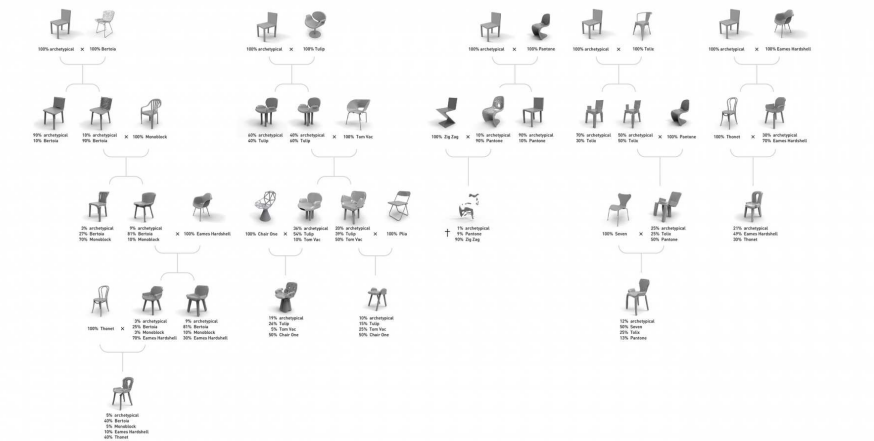 100% archetypical × 100% Bertoia
100% archetypical × 100% Tulip
100% archetypical × 100% Pantone
100% archetypical × 100% Tolix
100% archetypical × 100% Eames Hardshell
90% archetypical
10% Bertoia
10% archetypical
90% Bertoia
× 100% Monoblock
60% archetypical
40% Tulip
40% archetypical
60% Tulip
× 100% Tom Vac
100% Zig Zag ×
10% archetypical
90% Pantone
90% archetypical
10% Pantone
70% archetypical
30% Tolix
50% archetypical
50% Tolix
× 100% Pantone
100% Thonet ×
30% archetypical
70% Eames Hardshell
3% archetypical
27% Bertoia
70% Monoblock
9% archetypical
81% Bertoia
10% Monoblock
× 100% Eames Hardshell
100% Chair One ×
36% archetypical
54% Tulip
10% Tom Vac
20% archetypical
30% Tulip
50% Tom Vac
× 100% Plia
†
1% archetypical
9% Pantone
90% Zig Zag
100% Seven ×
25% archetypical
25% Tolix
50% Pantone
21% archetypical
49% Eames Hardshell
30% Thonet
100% Thonet ×
3% archetypical
25% Bertoia
3% Monoblock
70% Eames Hardshell
9% archetypical
81% Bertoia
10% Monoblock
30% Eames Hardshell
19% archetypical
26% Tulip
5% Tom Vac
50% Chair One
10% archetypical
15% Tulip
25% Tom Vac
50% Chair One
12% archetypical
50% Seven
25% Tolix
13% Pantone
5% archetypical
60% Bertoia
5% Monoblock
10% Eames Hardshell
60% Thonet